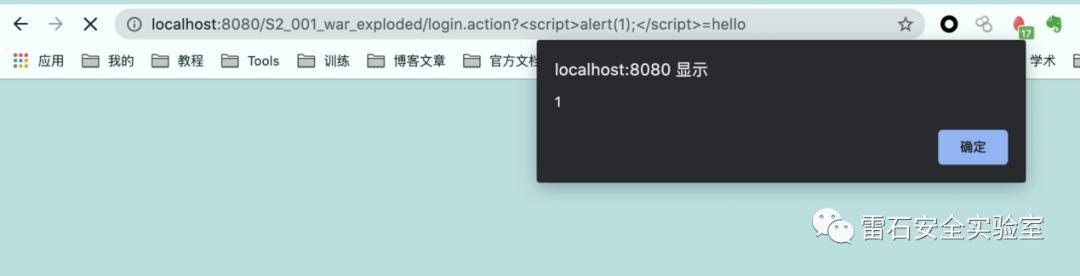 localhost:8080/S2_001_war_exploded/login.action?<script>alert(1);</script>=hello
17
应用 我的 教程 Tools 训练 博客文章 官方文档 学术
localhost:8080 显示
1
确定
雷石安全实验室